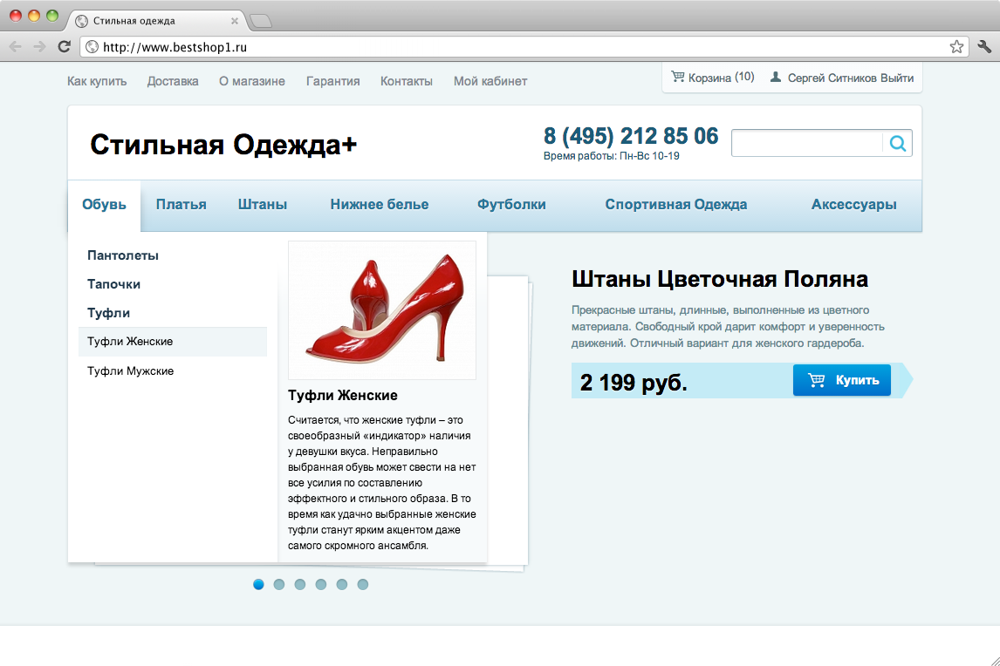 Стильная одежда
http://www.bestshop1.ru
Как купить Доставка О магазине Гарантия Контакты Мой кабинет
Корзина (10) Сергей Ситников Выйти
Стильная Одежда+
8 (495) 212 85 06
Время работы: Пн-Вс 10-19
Обувь Платья Штаны Нижнее белье Футболки Спортивная Одежда Аксессуары
Пантолеты
Тапочки
Туфли
Туфли Женские
Туфли Мужские
Туфли Женские
Считается, что женские туфли – это
своеобразный «индикатор» наличия
у девушки вкуса. Неправильно
выбранная обувь может свести на нет
все усилия по составлению
эффектного и стильного образа. В то
время как удачно выбранные женские
туфли станут ярким акцентом даже
самого скромного ансамбля.
Штаны Цветочная Поляна
Прекрасные штаны, длинные, выполненные из цветного
материала. Свободный крой дарит комфорт и уверенность
движений. Отличный вариант для женского гардероба.
2 199 руб. Купить